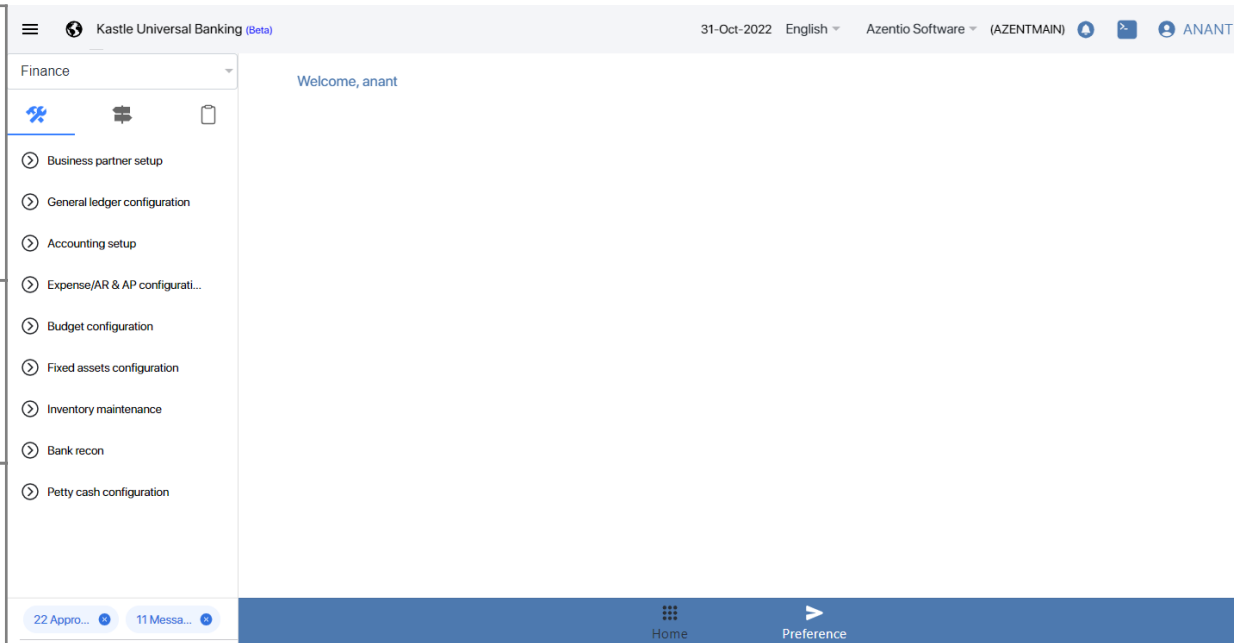 Kastle Universal Banking (Beta) 31-Oct-2022 English Azentio Software (AZENTMAIN) >_ ANANT
Finance
Welcome, anant
Business partner setup
General ledger configuration
Accounting setup
Expense/AR & AP configurati...
Budget configuration
Fixed assets configuration
Inventory maintenance
Bank recon
Petty cash configuration
22 Appro... 11 Messa...
Home Preference